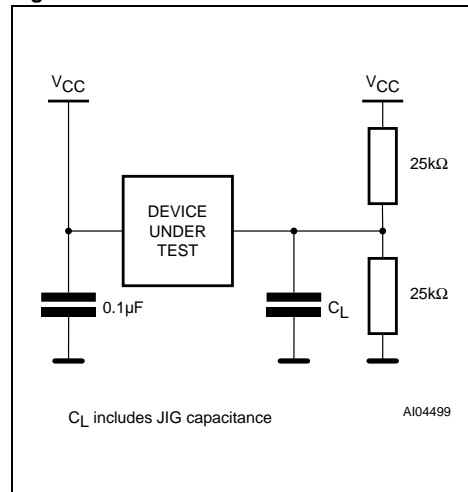 VCC
VCC
25kΩ
DEVICE
UNDER
TEST
0.1µF
CL
25kΩ
CL includes JIG capacitance
AI04499